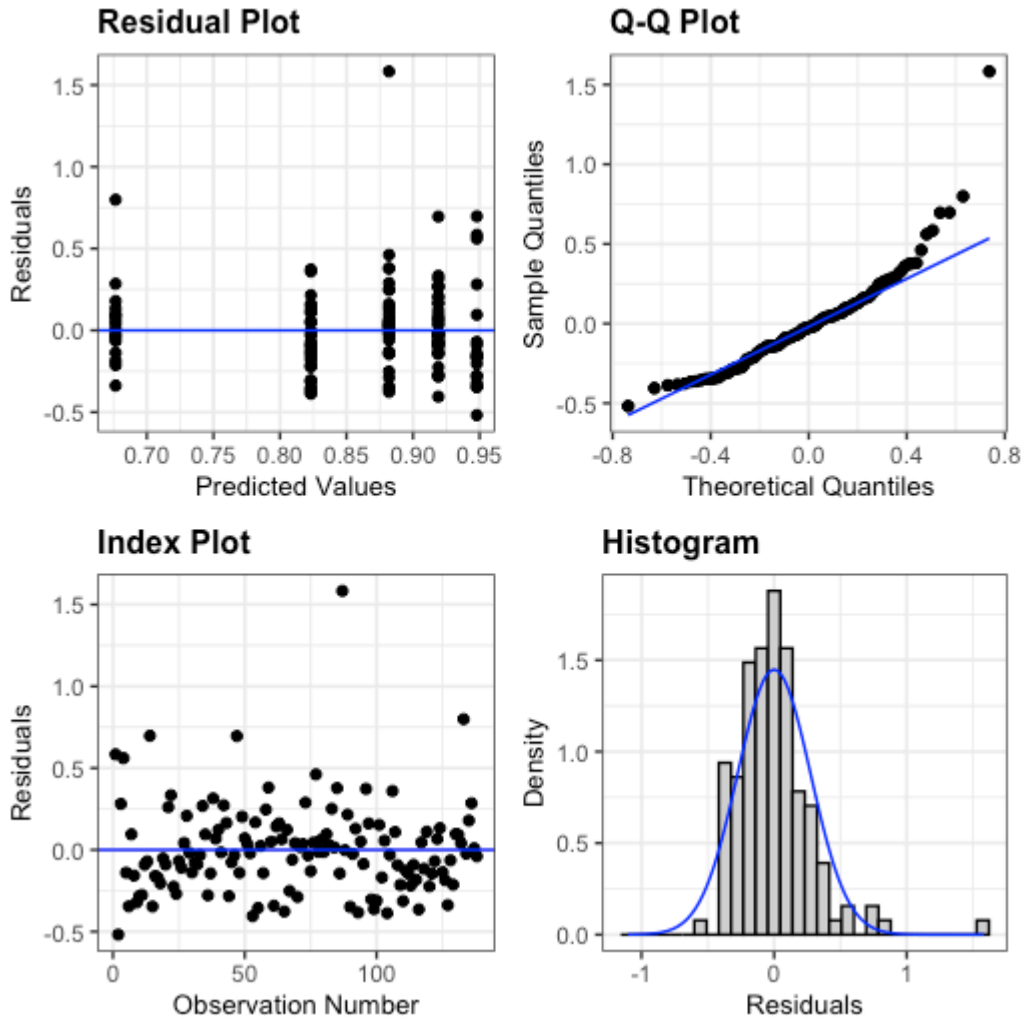 Residual Plot
Residuals
1.5
1.0
0.5
0.0
-0.5
0.70 0.75 0.80 0.85 0.90 0.95
Predicted Values
Q-Q Plot
Sample Quantiles
1.5
1.0
0.5
0.0
-0.5
-0.8 -0.4 0.0 0.4 0.8
Theoretical Quantiles
Index Plot
Residuals
1.5
1.0
0.5
0.0
-0.5
0 50 100
Observation Number
Histogram
Density
1.5
1.0
0.5
0.0
-1 0 1
Residuals